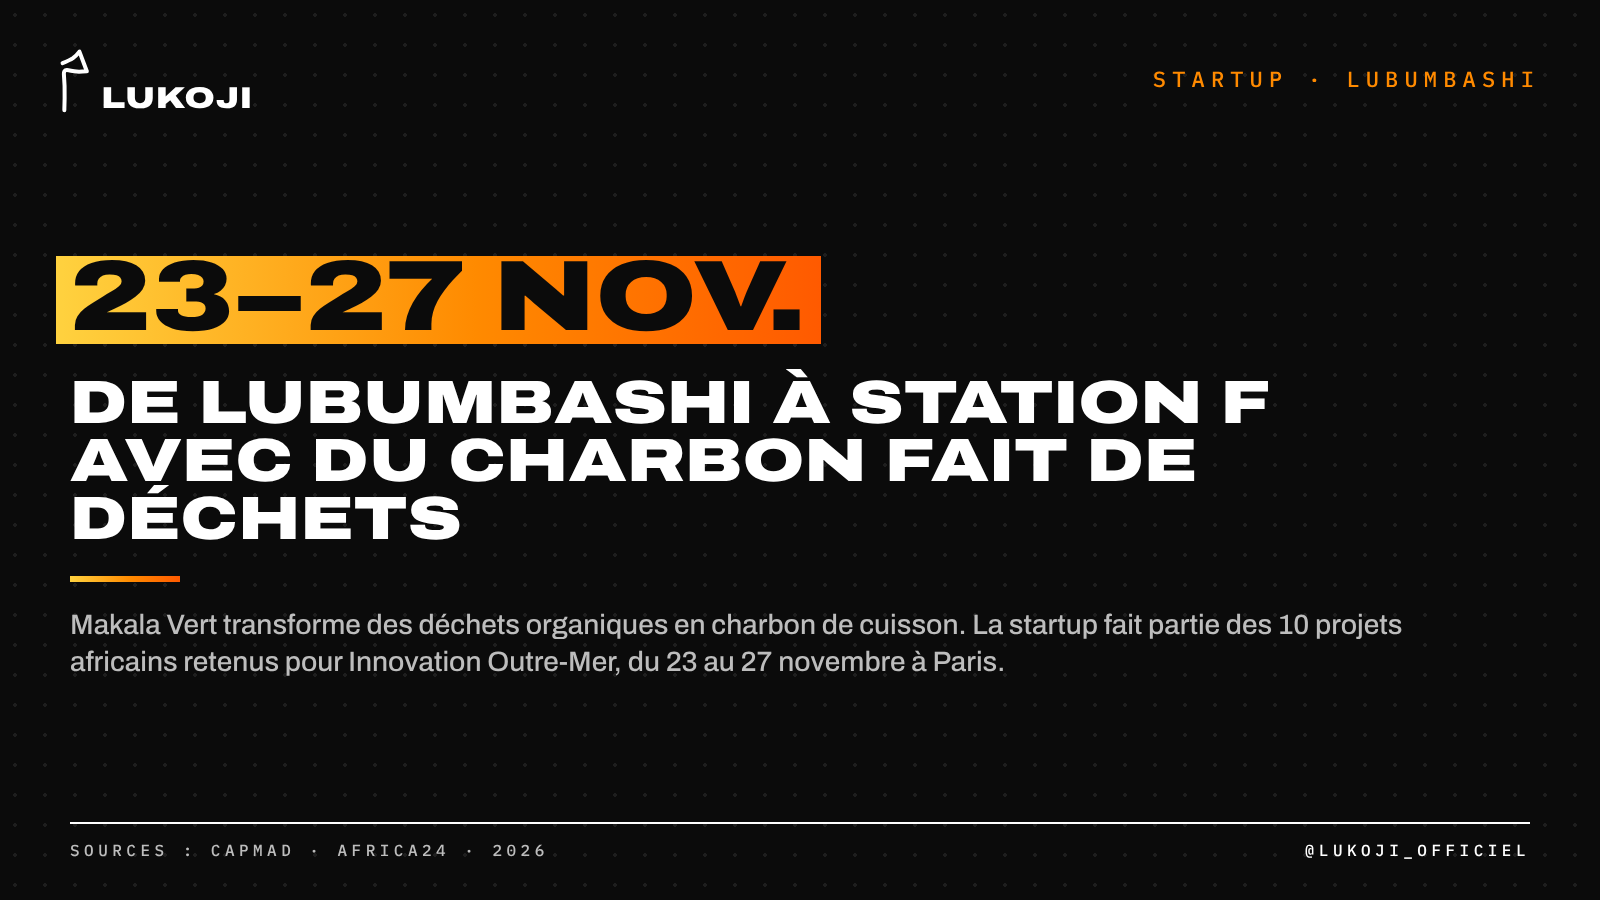 LUKOJI
STARTUP · LUBUMBASHI
23–27 NOV.
DE LUBUMBASHI À STATION F
AVEC DU CHARBON FAIT DE
DÉCHETS
Makala Vert transforme des déchets organiques en charbon de cuisson. La startup fait partie des 10 projets
africains retenus pour Innovation Outre-Mer, du 23 au 27 novembre à Paris.
SOURCES : CAPMAD · AFRICA24 · 2026
@LUKOJI_OFFICIEL